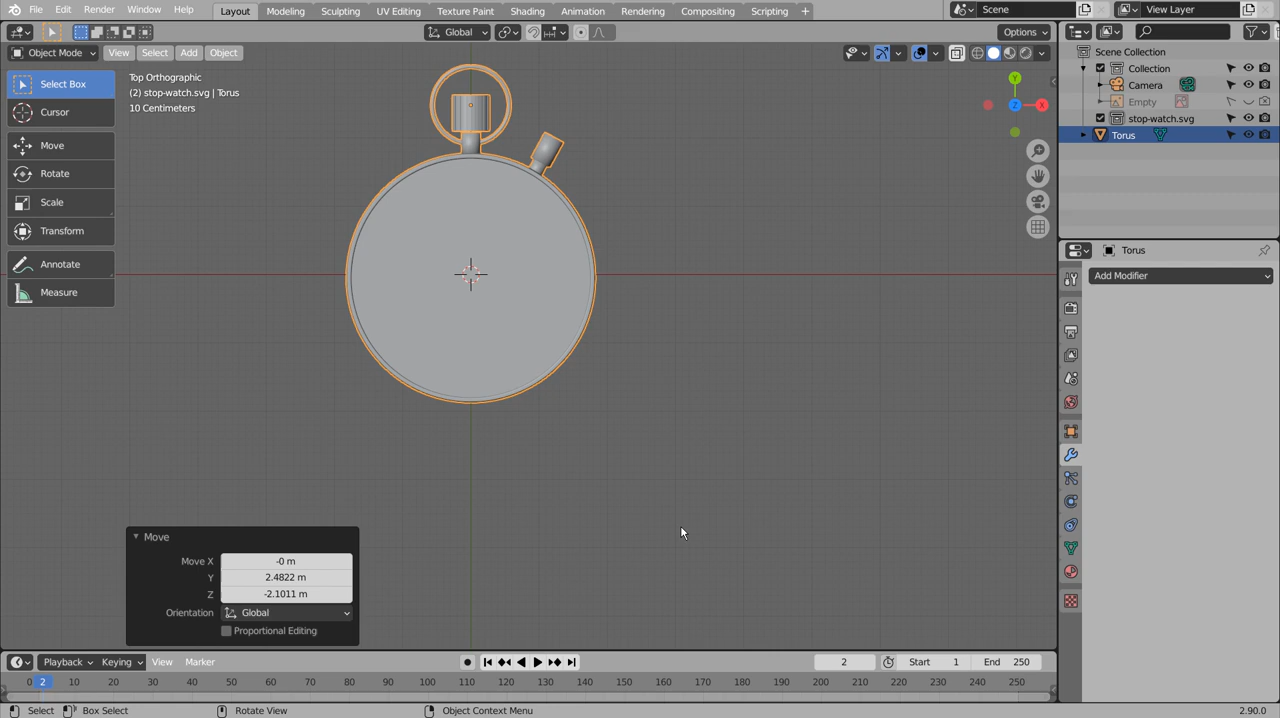 File Edit Render Window Help Layout Modeling Sculpting UV Editing Texture Paint Shading Animation Rendering Compositing Scripting + Scene View Layer
Global Options
Object Mode View Select Add Object
Select Box
Cursor
Move
Rotate
Scale
Transform
Annotate
Measure
Top Orthographic
(2) stop-watch.svg | Torus
10 Centimeters
Y
Z
X
Scene Collection
Collection
Camera
Empty
stop-watch.svg
Torus
Torus
Add Modifier
Move
Move X -0 m
Y 2.4822 m
Z -2.1011 m
Orientation Global
Proportional Editing
Playback Keying View Marker 2 Start 1 End 250
0 2 10 20 30 40 50 60 70 80 90 100 110 120 130 140 150 160 170 180 190 200 210 220 230 240 250
Select Box Select Rotate View Object Context Menu 2.90.0